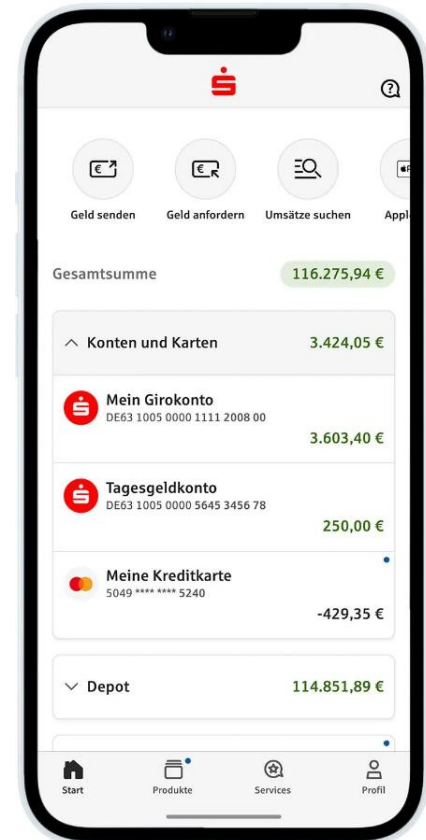 Geld senden
Geld anfordern
Umsätze suchen
Appl
Gesamtsumme 116.275,94 €
Konten und Karten 3.424,05 €
Mein Girokonto
DE63 1005 0000 1111 2008 00
3.603,40 €
Tagesgeldkonto
DE63 1005 0000 5645 3456 78
250,00 €
Meine Kreditkarte
5049 **** **** 5240
-429,35 €
Depot 114.851,89 €
Start
Produkte
Services
Profil